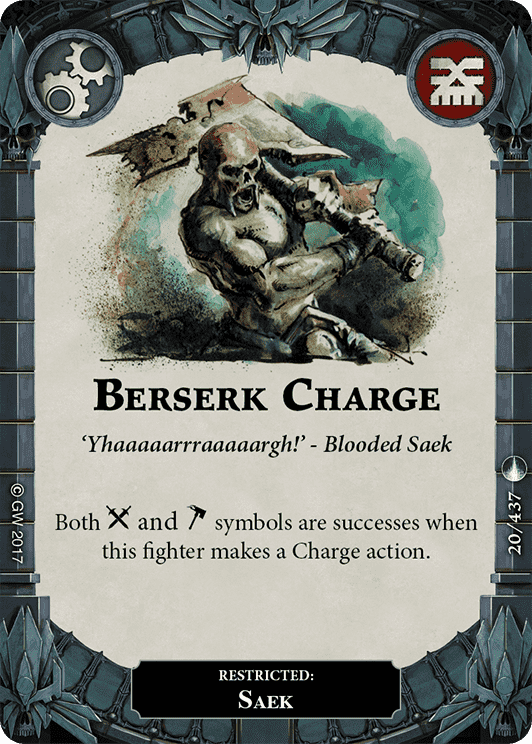 BERSERK CHARGE
‘Yhaaaaarrraaaaargh!’ - Blooded Saek
Both and symbols are successes when
this fighter makes a Charge action.
© GW 2017
20/437
RESTRICTED:
SAEK